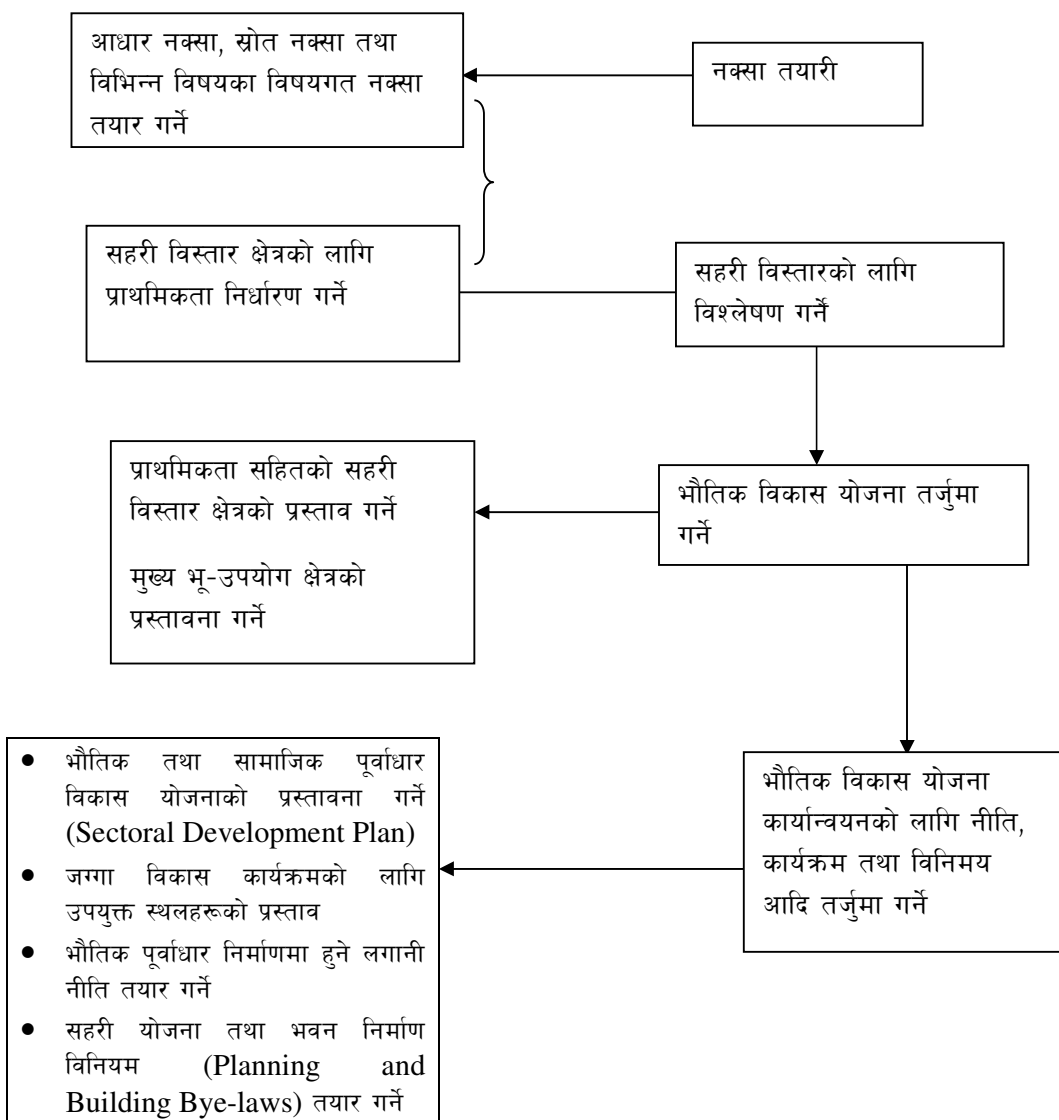 आधार नक्सा, स्रोत नक्सा तथा
विभिन्न विषयका विषयगत नक्सा
तयार गर्ने
नक्सा तयारी
सहरी विस्तार क्षेत्रको लागि
प्राथमिकता निर्धारण गर्ने
सहरी विस्तारको लागि
विश्लेषण गर्ने
प्राथमिकता सहितको सहरी
विस्तार क्षेत्रको प्रस्ताव गर्ने
मुख्य भू-उपयोग क्षेत्रको
प्रस्तावना गर्ने
भौतिक विकास योजना तर्जुमा
गर्ने
● भौतिक तथा सामाजिक पूर्वाधार
विकास योजनाको प्रस्तावना गर्ने
(Sectoral Development Plan)
● जग्गा विकास कार्यक्रमको लागि
उपयुक्त स्थलहरूको प्रस्ताव
● भौतिक पूर्वाधार निर्माणमा हुने लगानी
नीति तयार गर्ने
● सहरी योजना तथा भवन निर्माण
विनियम (Planning and
Building Bye-laws) तयार गर्ने
भौतिक विकास योजना
कार्यान्वयनको लागि नीति,
कार्यक्रम तथा विनिमय
आदि तर्जुमा गर्ने